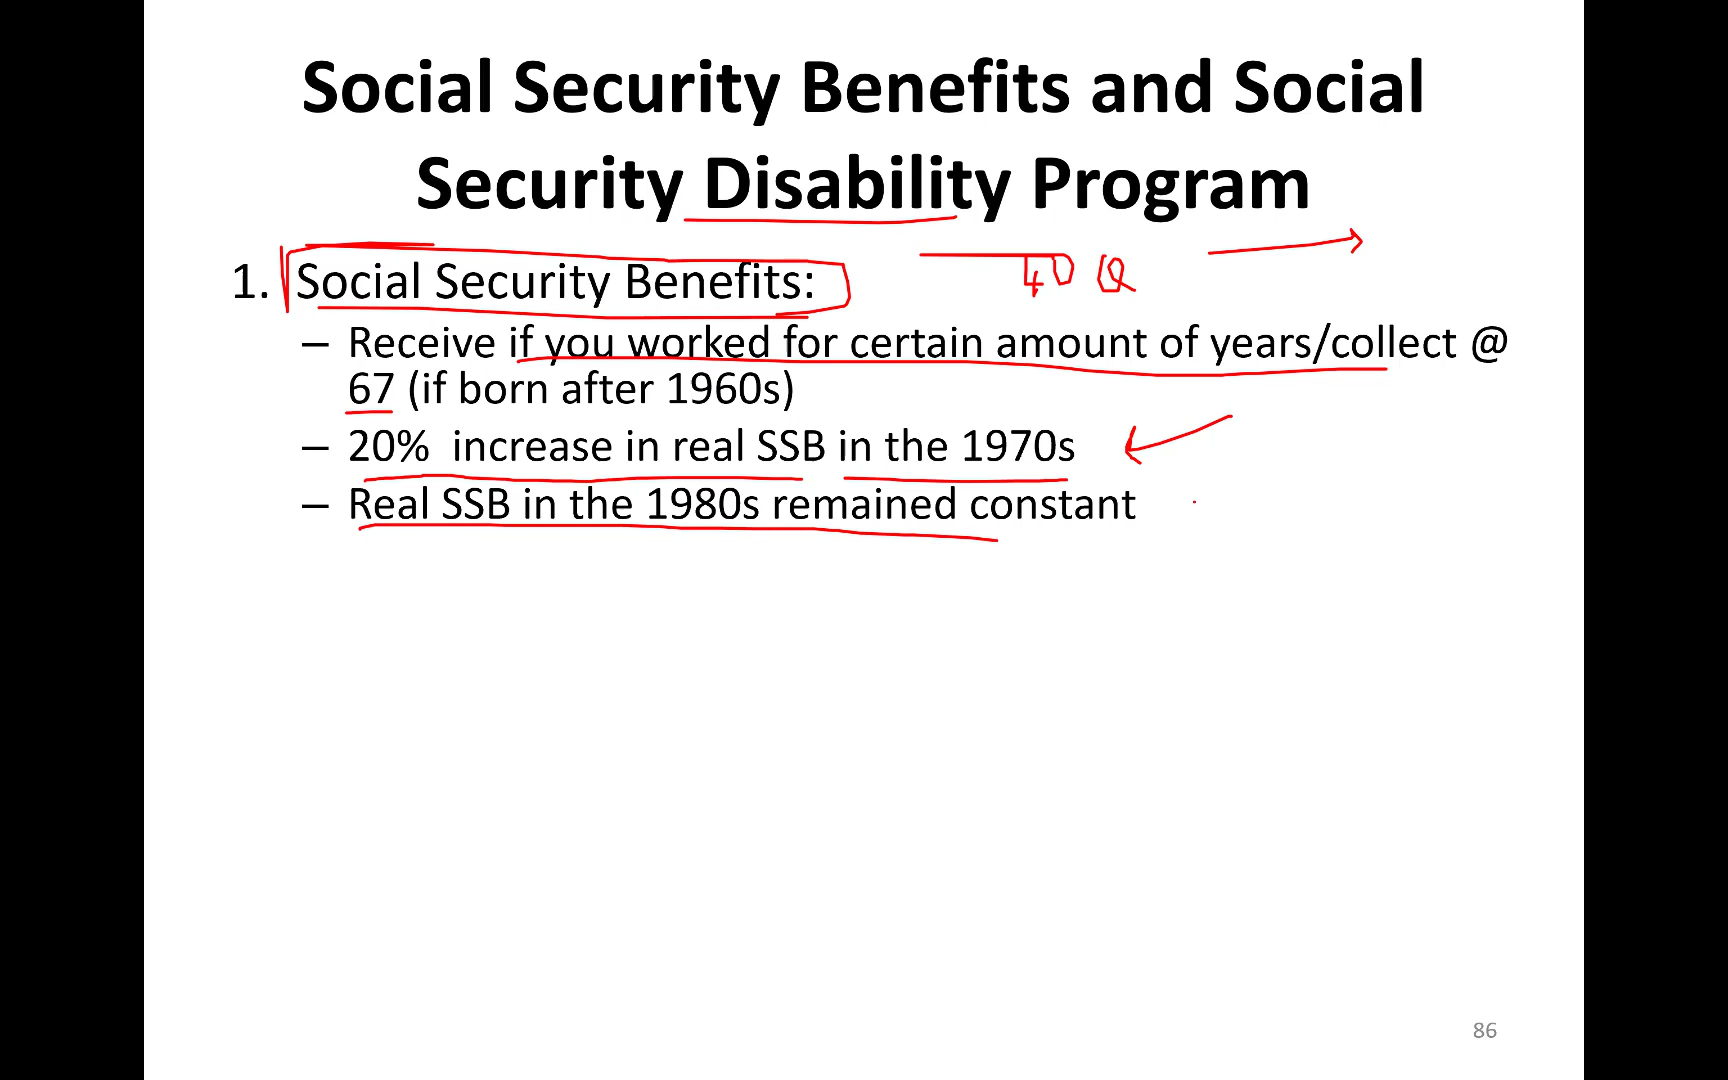 Social Security Benefits and Social
Security Disability Program
1. Social Security Benefits:
40 Q
– Receive if you worked for certain amount of years/collect @
67 (if born after 1960s)
– 20%  increase in real SSB in the 1970s
– Real SSB in the 1980s remained constant
86